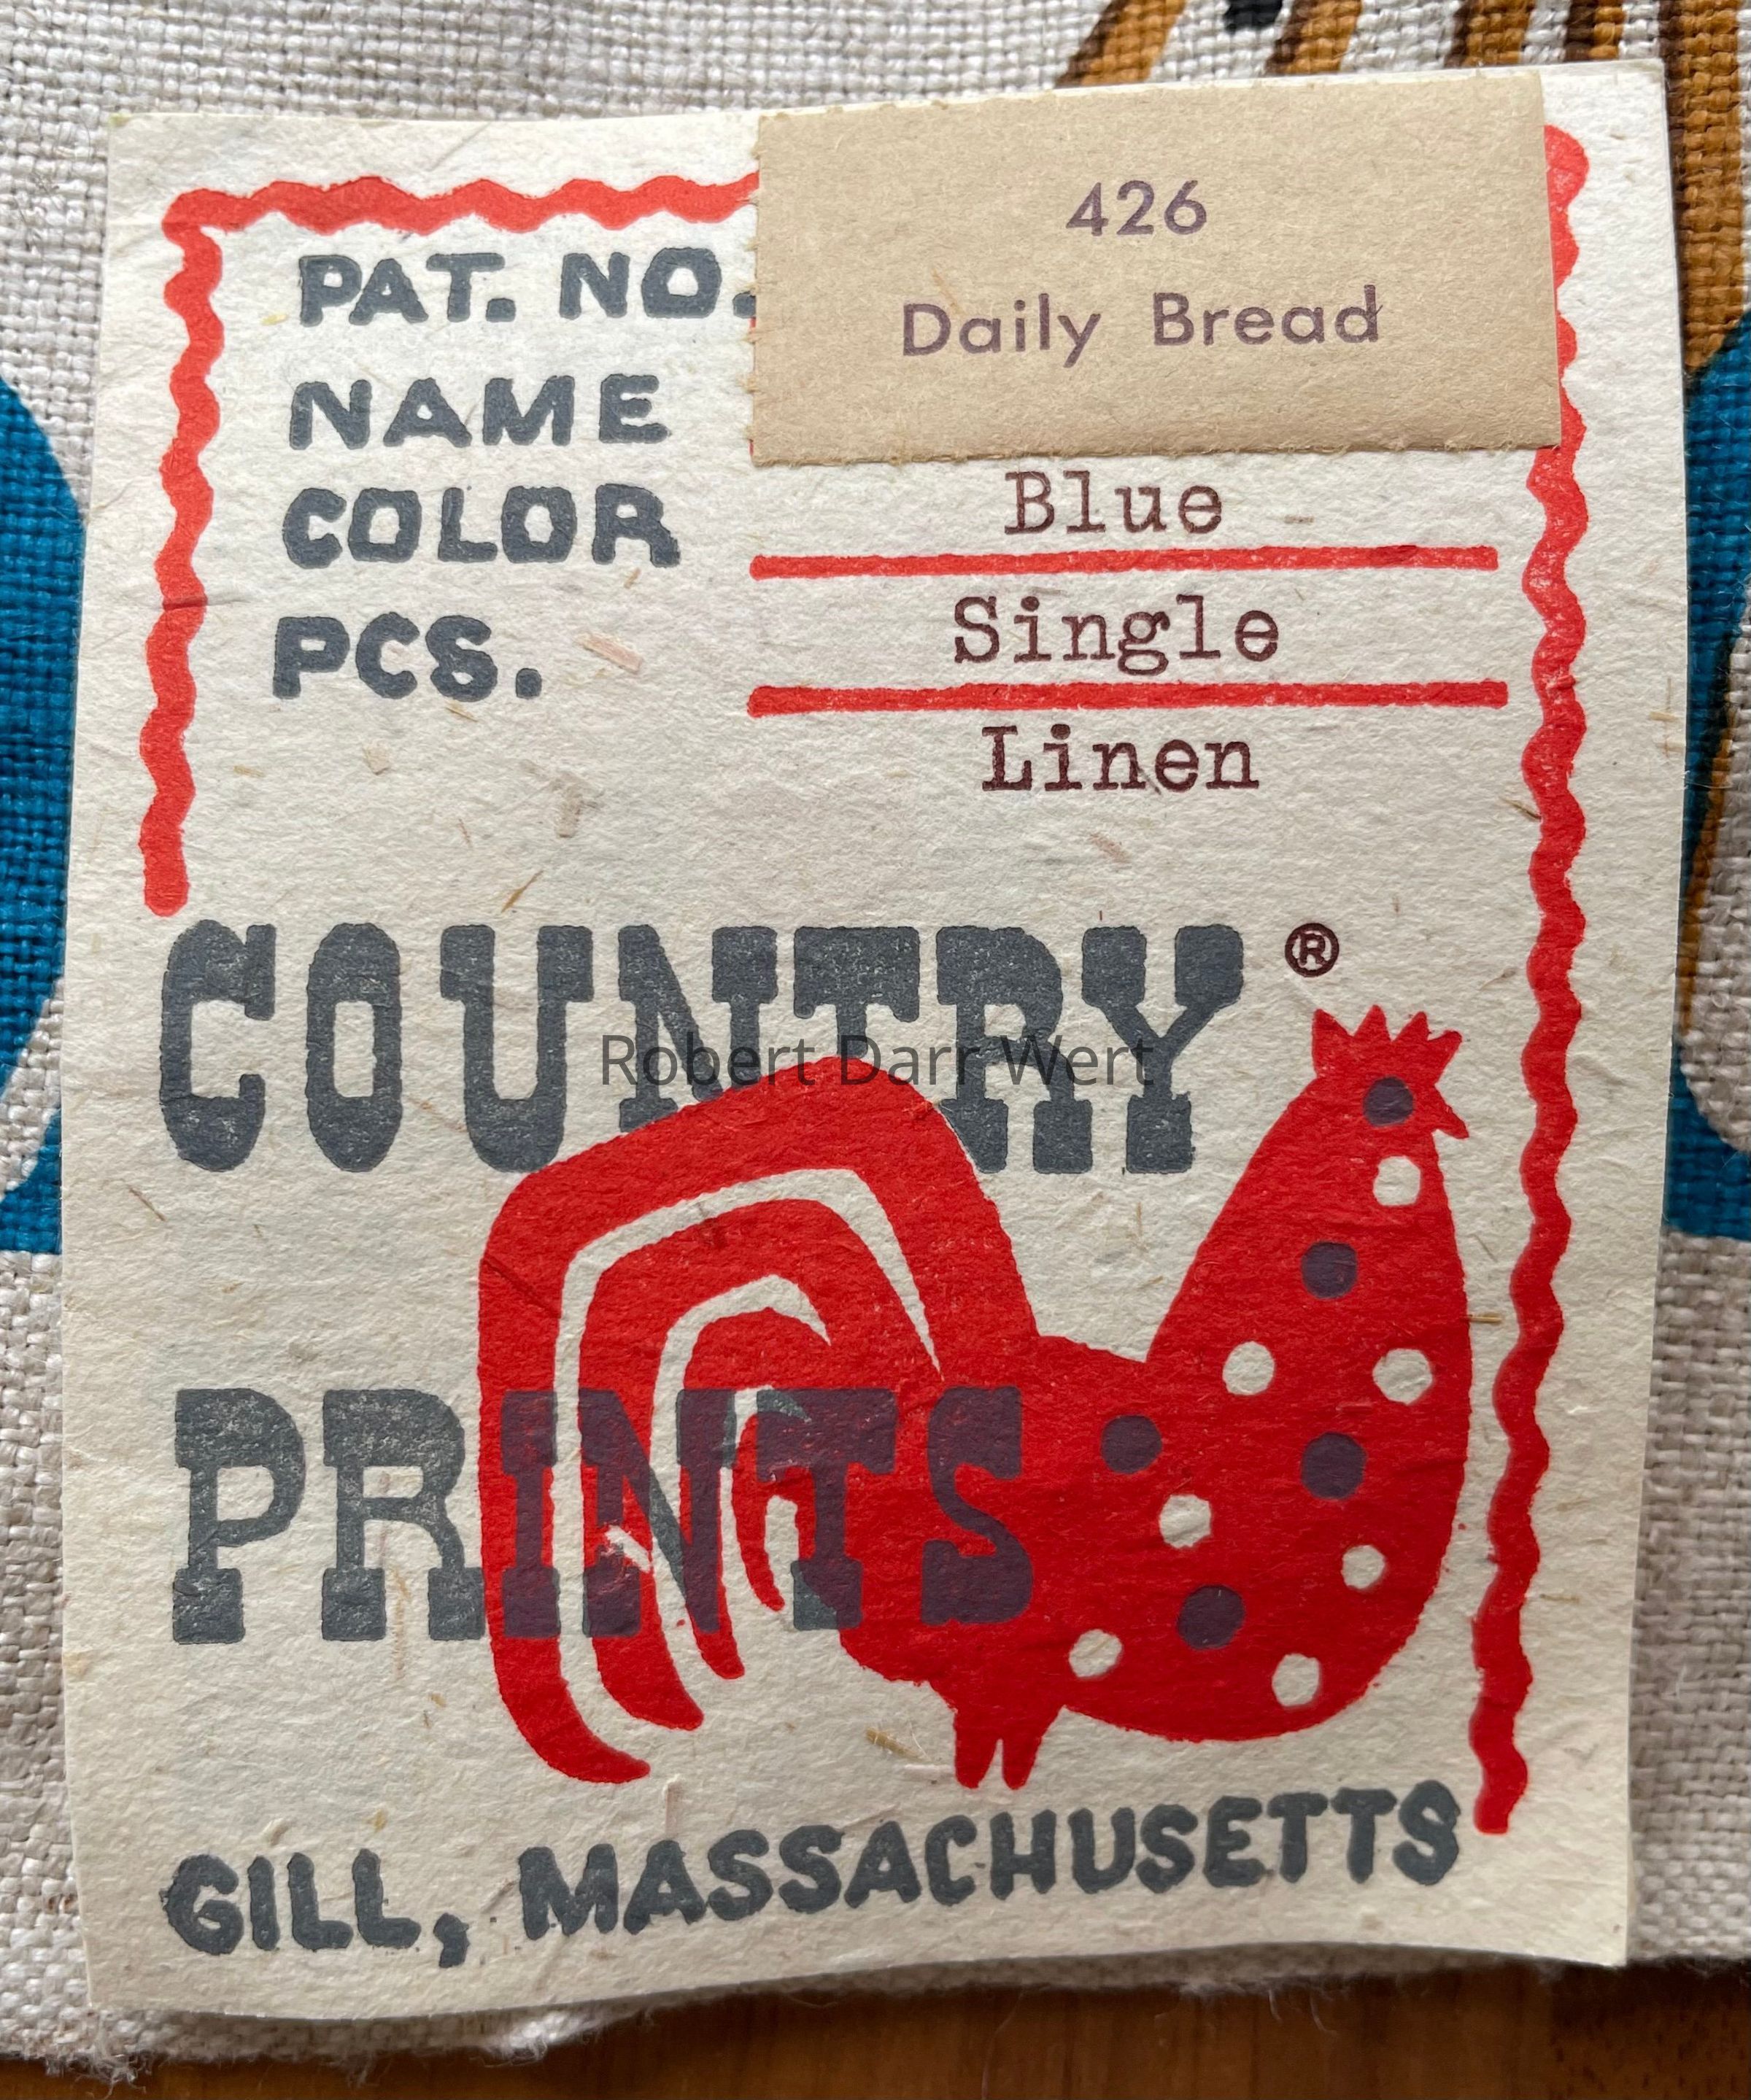 426
PAT. NO.
Daily Bread
NAME
COLOR Blue
PCS. Single
Linen
COUNTRY ®
Robert Darr Wert
PRINTS
GILL, MASSACHUSETTS